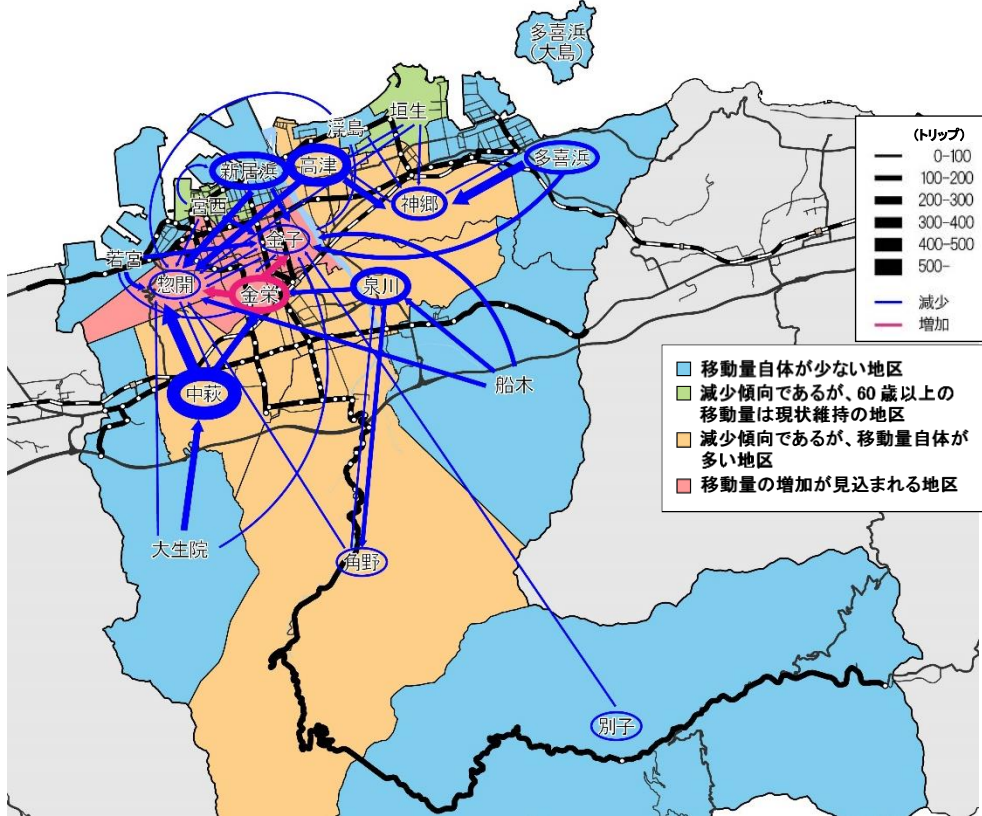 多喜浜
(大島)
垣生
浮島
新居浜
高津
多喜浜
宮西
神郷
金子
若宮
惣開
金栄
泉川
船木
中萩
大生院
角野
別子
(トリップ)
0-100
100-200
200-300
300-400
400-500
500-
減少
増加
移動量自体が少ない地区
減少傾向であるが、60歳以上の
移動量は現状維持の地区
減少傾向であるが、移動量自体が
多い地区
移動量の増加が見込まれる地区